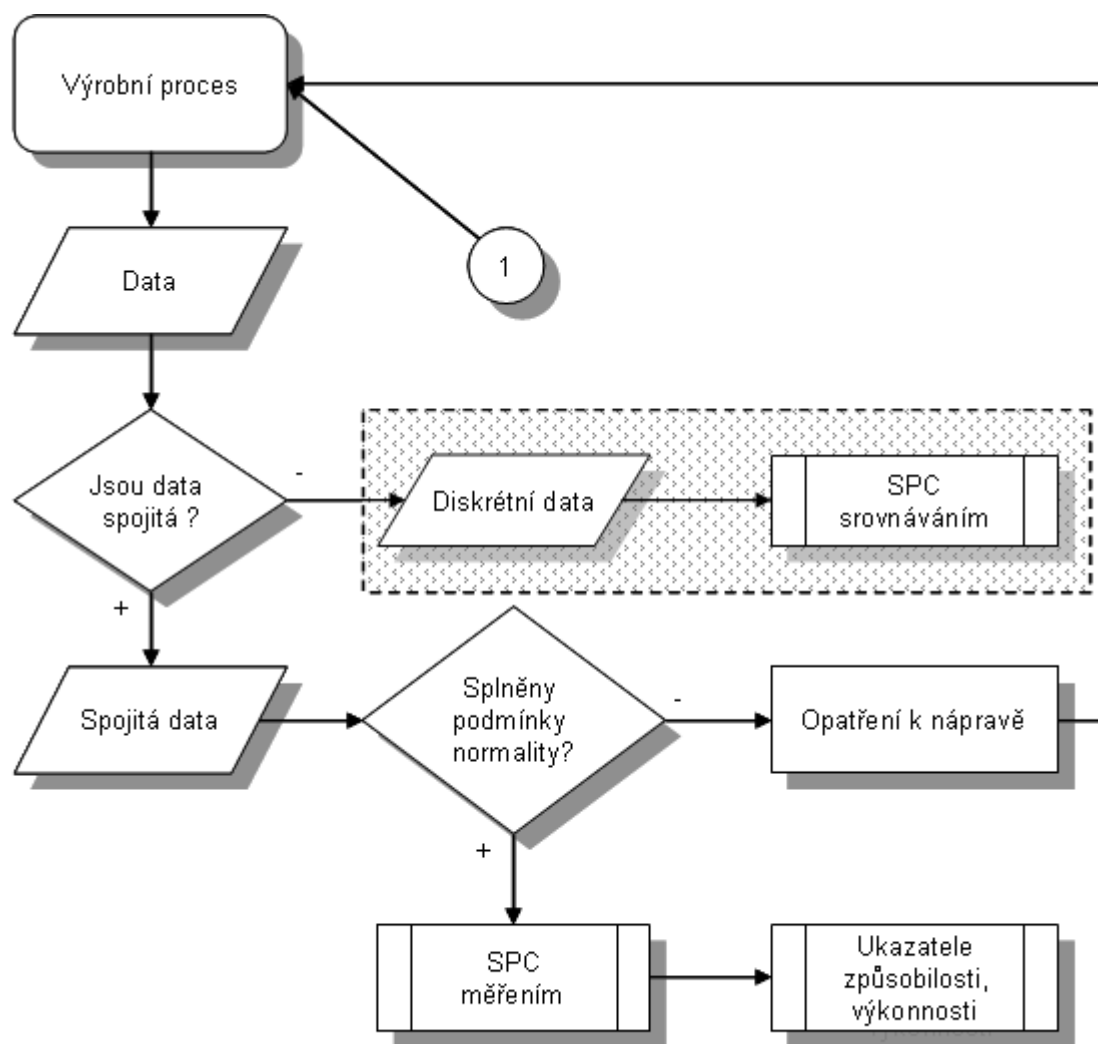 Výrobní proces
1
Data
Jsou data
spojitá ?
-
Diskrétní data
SPC
srovnáváním
+
Spojitá data
Splněny
podmínky
normality?
-
Opatření k nápravě
+
SPC
měřením
Ukazatele
způsobilosti,
výkonnosti